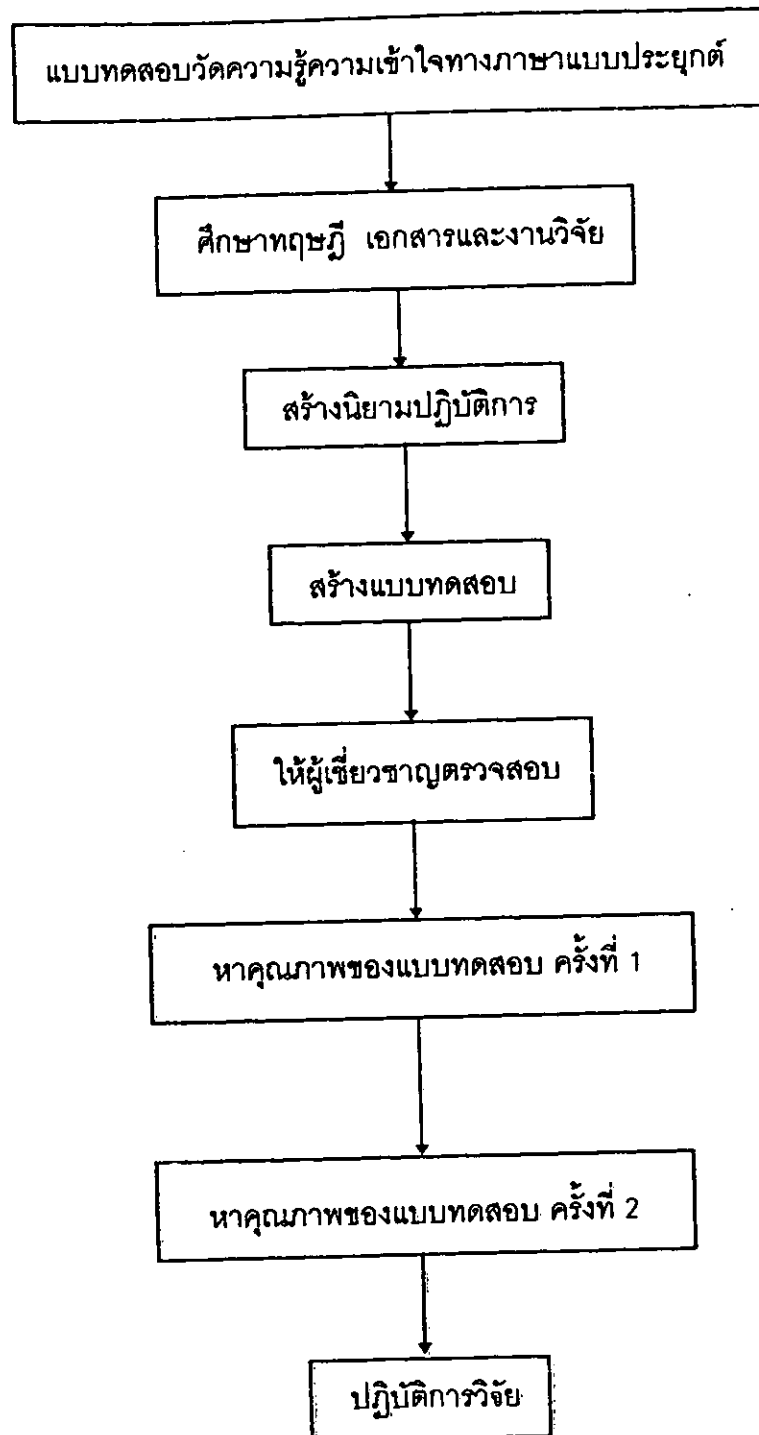 แบบทดสอบวัดความรู้ความเข้าใจทางภาษาแบบประยุกต์
ศึกษาทฤษฎี เอกสารและงานวิจัย
สร้างนิยามปฏิบัติการ
สร้างแบบทดสอบ
ให้ผู้เชี่ยวชาญตรวจสอบ
หาคุณภาพของแบบทดสอบ ครั้งที่ 1
หาคุณภาพของแบบทดสอบ ครั้งที่ 2
ปฏิบัติการวิจัย